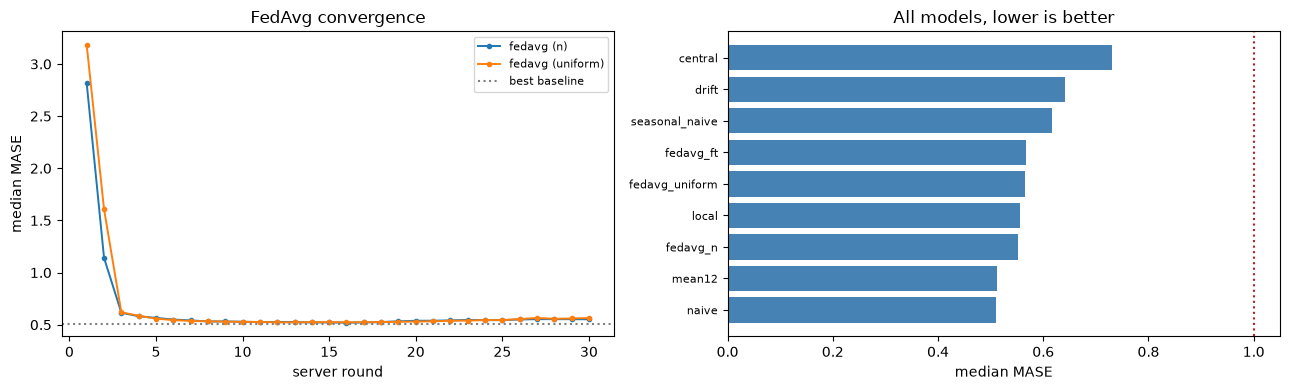 FedAvg convergence
median MASE
3.0
2.5
2.0
1.5
1.0
0.5
fedavg (n)
fedavg (uniform)
best baseline
0
5
10
15
20
25
30
server round
All models, lower is better
central
drift
seasonal_naive
fedavg_ft
fedavg_uniform
local
fedavg_n
mean12
naive
0.0
0.2
0.4
0.6
0.8
1.0
median MASE